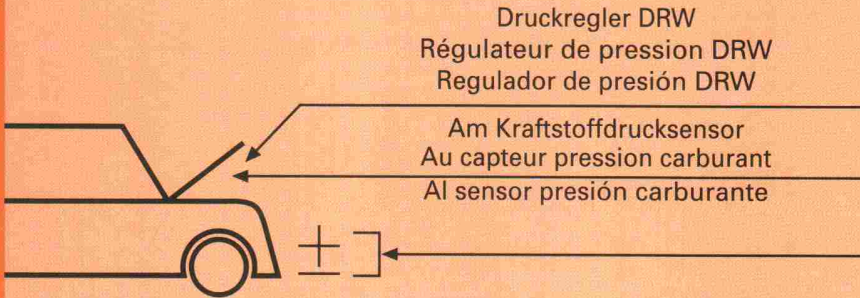 Druckregler DRW
Régulateur de pression DRW
Regulador de presión DRW
Am Kraftstoffdrucksensor
Au capteur pression carburant
Al sensor presión carburante